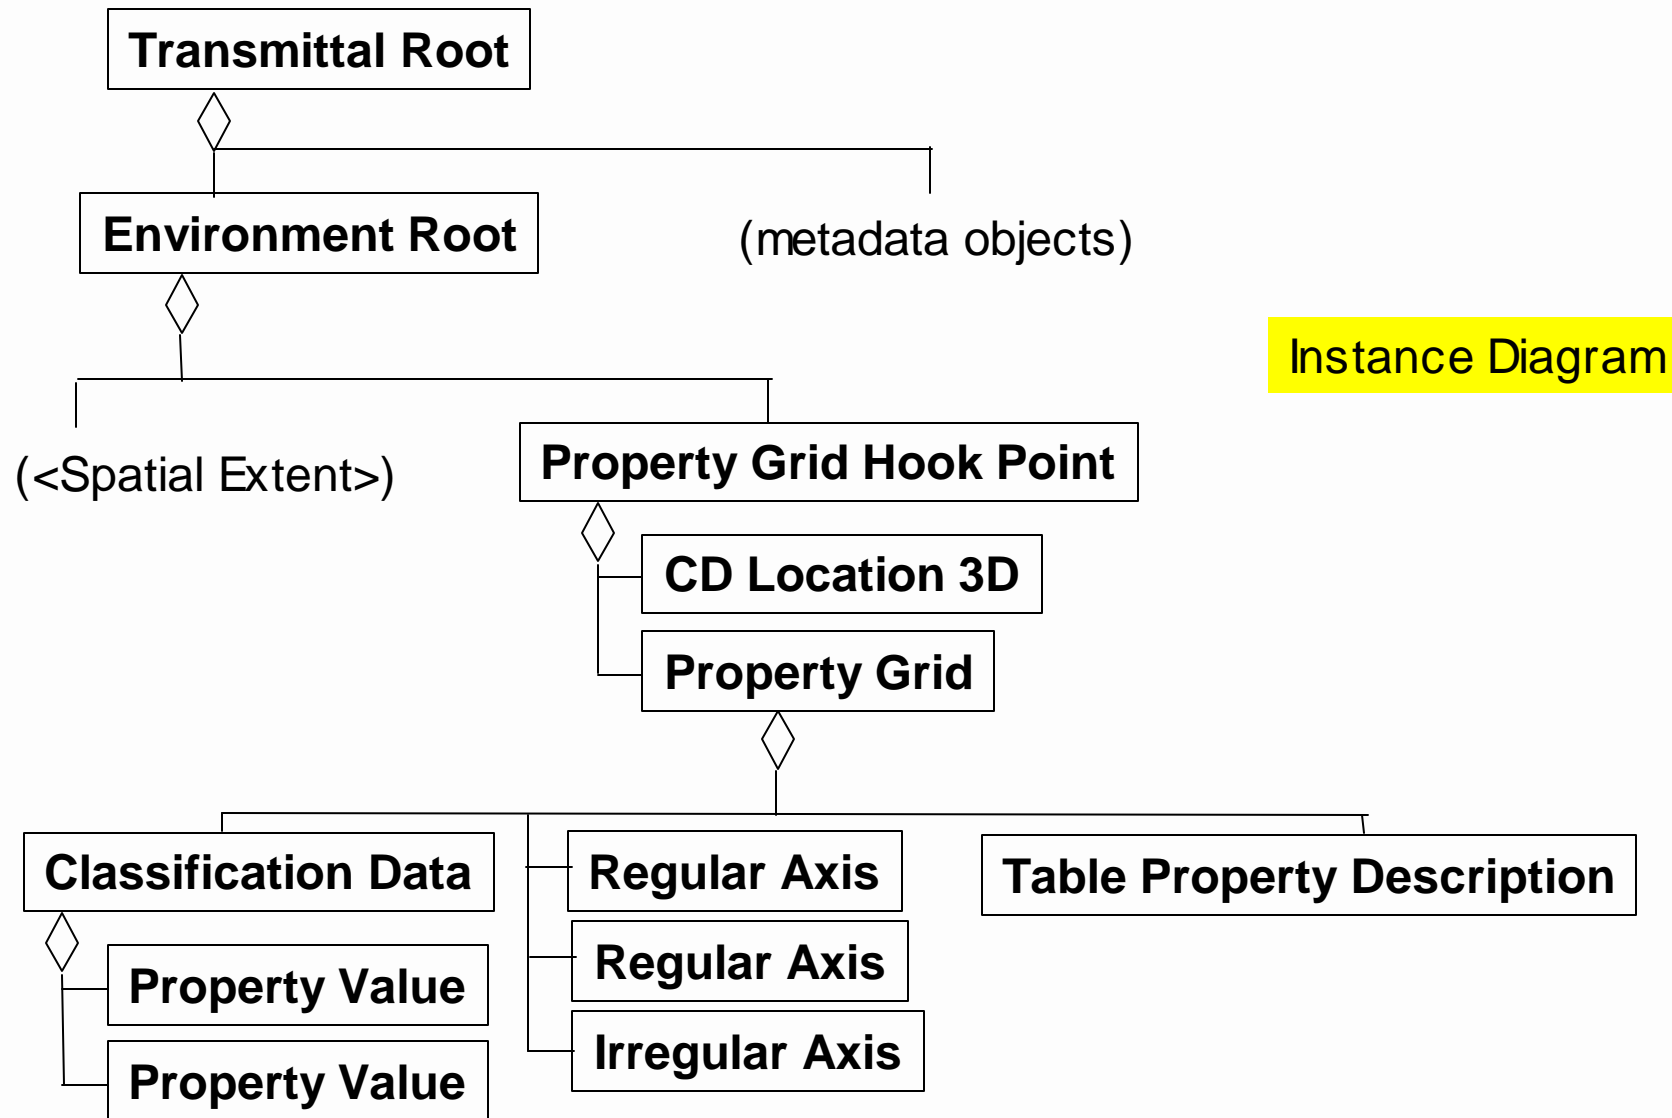 Transmittal Root
Environment Root
(metadata objects)
Instance Diagram
(<Spatial Extent>)
Property Grid Hook Point
CD Location 3D
Property Grid
Classification Data
Regular Axis
Table Property Description
Property Value
Regular Axis
Property Value
Irregular Axis